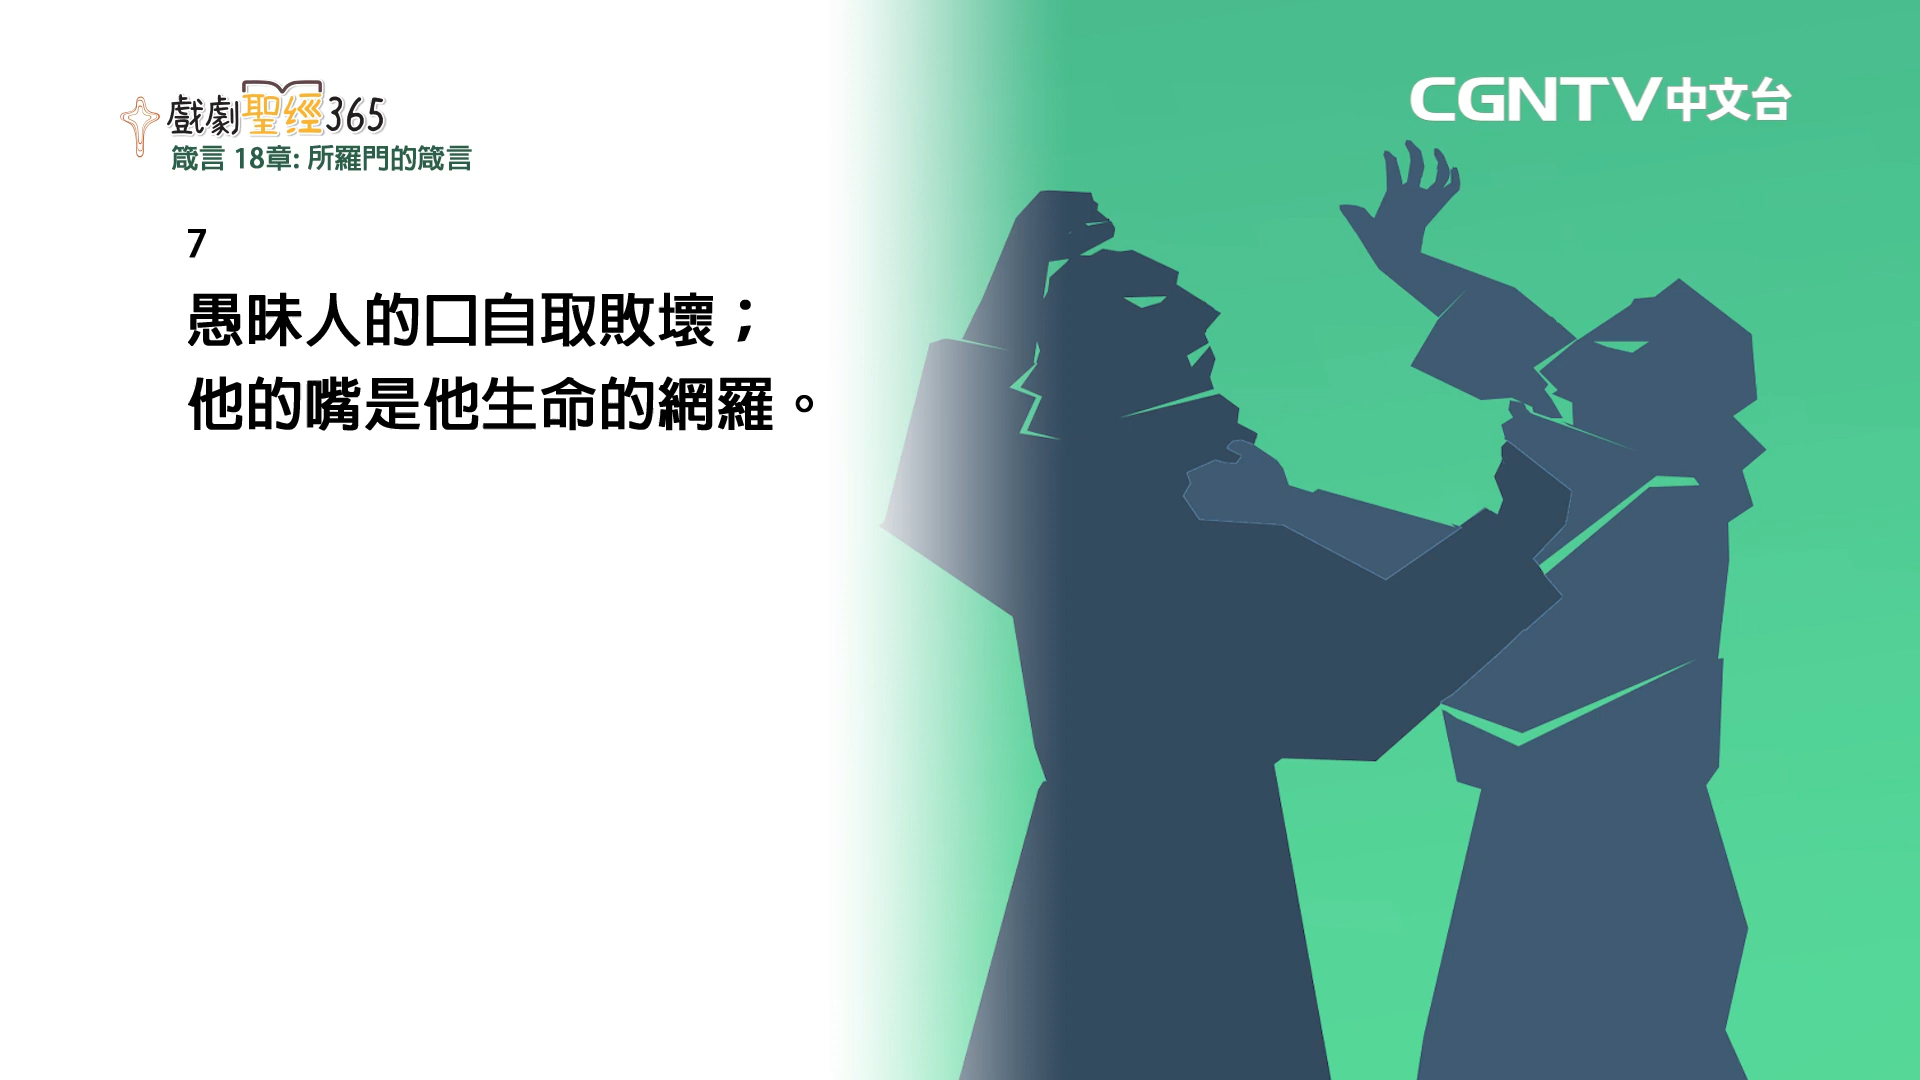 戲劇聖經365
CGNTV中文台
箴言 18章: 所羅門的箴言
7
愚昧人的口自取敗壞；
他的嘴是他生命的網羅。